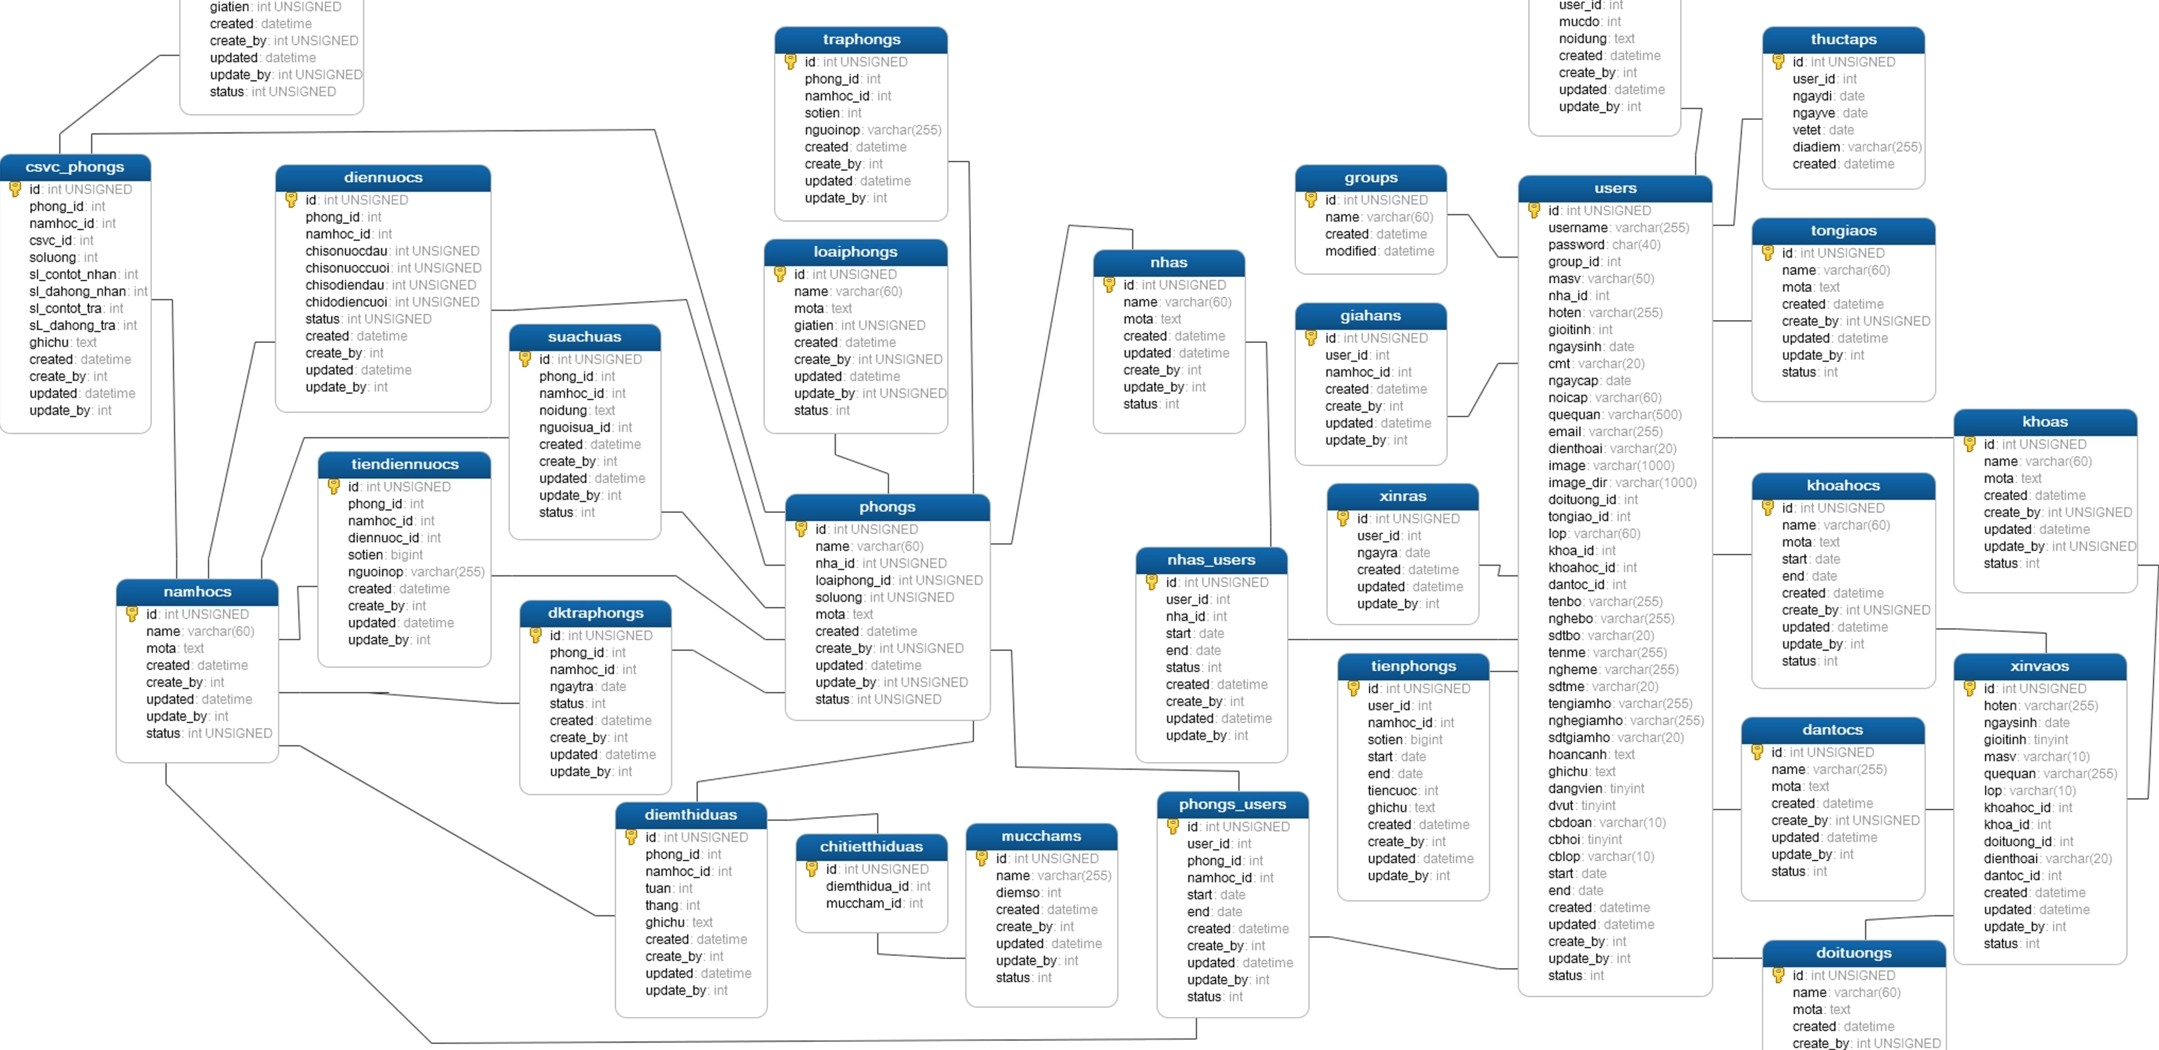 giatien: int UNSIGNED
created: datetime
create_by: int UNSIGNED
updated: datetime
update_by: int UNSIGNED
status: int UNSIGNED
csvc_phongs
id: int UNSIGNED
phong_id: int
namhoc_id: int
csvc_id: int
soluong: int
sl_contot_nhan: int
sl_dahong_nhan: int
sl_contot_tra: int
sL_dahong_tra: int
ghichu: text
created: datetime
create_by: int
updated: datetime
update_by: int
diennuocs
id: int UNSIGNED
phong_id: int
namhoc_id: int
chisonuocdau: int UNSIGNED
chisonuoccuoi: int UNSIGNED
chisodiendau: int UNSIGNED
chidodiencuoi: int UNSIGNED
status: int UNSIGNED
created: datetime
create_by: int
updated: datetime
update_by: int
suachuas
id: int UNSIGNED
phong_id: int
namhoc_id: int
noidung: text
nguoisua_id: int
created: datetime
create_by: int
updated: datetime
update_by: int
status: int
tiendiennuocs
id: int UNSIGNED
phong_id: int
namhoc_id: int
diennuoc_id: int
sotien: bigint
nguoinop: varchar(255)
created: datetime
create_by: int
updated: datetime
update_by: int
namhocs
id: int UNSIGNED
name: varchar(60)
mota: text
created: datetime
create_by: int
updated: datetime
update_by: int
status: int UNSIGNED
dktraphongs
id: int UNSIGNED
phong_id: int
namhoc_id: int
ngaytra: date
status: int
created: datetime
create_by: int
updated: datetime
update_by: int
traphongs
id: int UNSIGNED
phong_id: int
namhoc_id: int
sotien: int
nguoinop: varchar(255)
created: datetime
create_by: int
updated: datetime
update_by: int
loaiphongs
id: int UNSIGNED
name: varchar(60)
mota: text
giatien: int UNSIGNED
created: datetime
create_by: int UNSIGNED
updated: datetime
update_by: int UNSIGNED
status: int
phongs
id: int UNSIGNED
name: varchar(60)
nha_id: int UNSIGNED
loaiphong_id: int UNSIGNED
soluong: int UNSIGNED
mota: text
created: datetime
create_by: int UNSIGNED
updated: datetime
update_by: int UNSIGNED
status: int UNSIGNED
diemthiduas
id: int UNSIGNED
phong_id: int
namhoc_id: int
tuan: int
thang: int
ghichu: text
created: datetime
create_by: int
updated: datetime
update_by: int
chitietthiduas
id: int UNSIGNED
diemthidua_id: int
muccham_id: int
mucchams
id: int UNSIGNED
name: varchar(255)
diemso: int
created: datetime
create_by: int
updated: datetime
update_by: int
status: int
nhas
id: int UNSIGNED
name: varchar(60)
mota: text
created: datetime
updated: datetime
create_by: int
update_by: int
status: int
nhas_users
id: int UNSIGNED
user_id: int
nha_id: int
start: date
end: date
status: int
created: datetime
create_by: int
updated: datetime
update_by: int
phongs_users
id: int UNSIGNED
user_id: int
phong_id: int
namhoc_id: int
start: date
end: date
created: datetime
create_by: int
updated: datetime
update_by: int
status: int
groups
id: int UNSIGNED
name: varchar(60)
created: datetime
modified: datetime
giahans
id: int UNSIGNED
user_id: int
namhoc_id: int
created: datetime
create_by: int
updated: datetime
update_by: int
xinras
id: int UNSIGNED
user_id: int
ngayra: date
created: datetime
updated: datetime
update_by: int
tienphongs
id: int UNSIGNED
user_id: int
namhoc_id: int
sotien: bigint
start: date
end: date
tiencuoc: int
ghichu: text
created: datetime
create_by: int
updated: datetime
update_by: int
user_id: int
mucdo: int
noidung: text
created: datetime
create_by: int
updated: datetime
update_by: int
users
id: int UNSIGNED
username: varchar(255)
password: char(40)
group_id: int
masv: varchar(50)
nha_id: int
hoten: varchar(255)
gioitinh: int
ngaysinh: date
cmt: varchar(20)
ngaycap: date
noicap: varchar(60)
quequan: varchar(500)
email: varchar(255)
dienthoai: varchar(20)
image: varchar(1000)
image_dir: varchar(1000)
doituong_id: int
tongiao_id: int
lop: varchar(60)
khoa_id: int
khoahoc_id: int
dantoc_id: int
tenbo: varchar(255)
nghebo: varchar(255)
sdtbo: varchar(20)
tenme: varchar(255)
ngheme: varchar(255)
sdtme: varchar(20)
tengiamho: varchar(255)
nghegiamho: varchar(255)
sdtgiamho: varchar(20)
hoancanh: text
ghichu: text
dangvien: tinyint
dvut: tinyint
cbdoan: varchar(10)
cbhoi: tinyint
cblop: varchar(10)
start: date
end: date
created: datetime
updated: datetime
create_by: int
update_by: int
status: int
thuctaps
id: int UNSIGNED
user_id: int
ngaydi: date
ngayve: date
vetet: date
diadiem: varchar(255)
created: datetime
tongiaos
id: int UNSIGNED
name: varchar(60)
mota: text
created: datetime
create_by: int UNSIGNED
updated: datetime
update_by: int
status: int
khoas
id: int UNSIGNED
name: varchar(60)
mota: text
created: datetime
create_by: int UNSIGNED
updated: datetime
update_by: int UNSIGNED
status: int
khoahocs
id: int UNSIGNED
name: varchar(60)
mota: text
start: date
end: date
created: datetime
create_by: int UNSIGNED
updated: datetime
update_by: int
status: int
dantocs
id: int UNSIGNED
name: varchar(255)
mota: text
created: datetime
create_by: int UNSIGNED
updated: datetime
update_by: int
status: int
xinvaos
id: int UNSIGNED
hoten: varchar(255)
ngaysinh: date
gioitinh: tinyint
masv: varchar(10)
quequan: varchar(255)
lop: varchar(10)
khoahoc_id: int
khoa_id: int
doituong_id: int
dienthoai: varchar(20)
dantoc_id: int
created: datetime
updated: datetime
update_by: int
status: int
doituongs
id: int UNSIGNED
name: varchar(60)
mota: text
created: datetime
create_by: int UNSIGNED